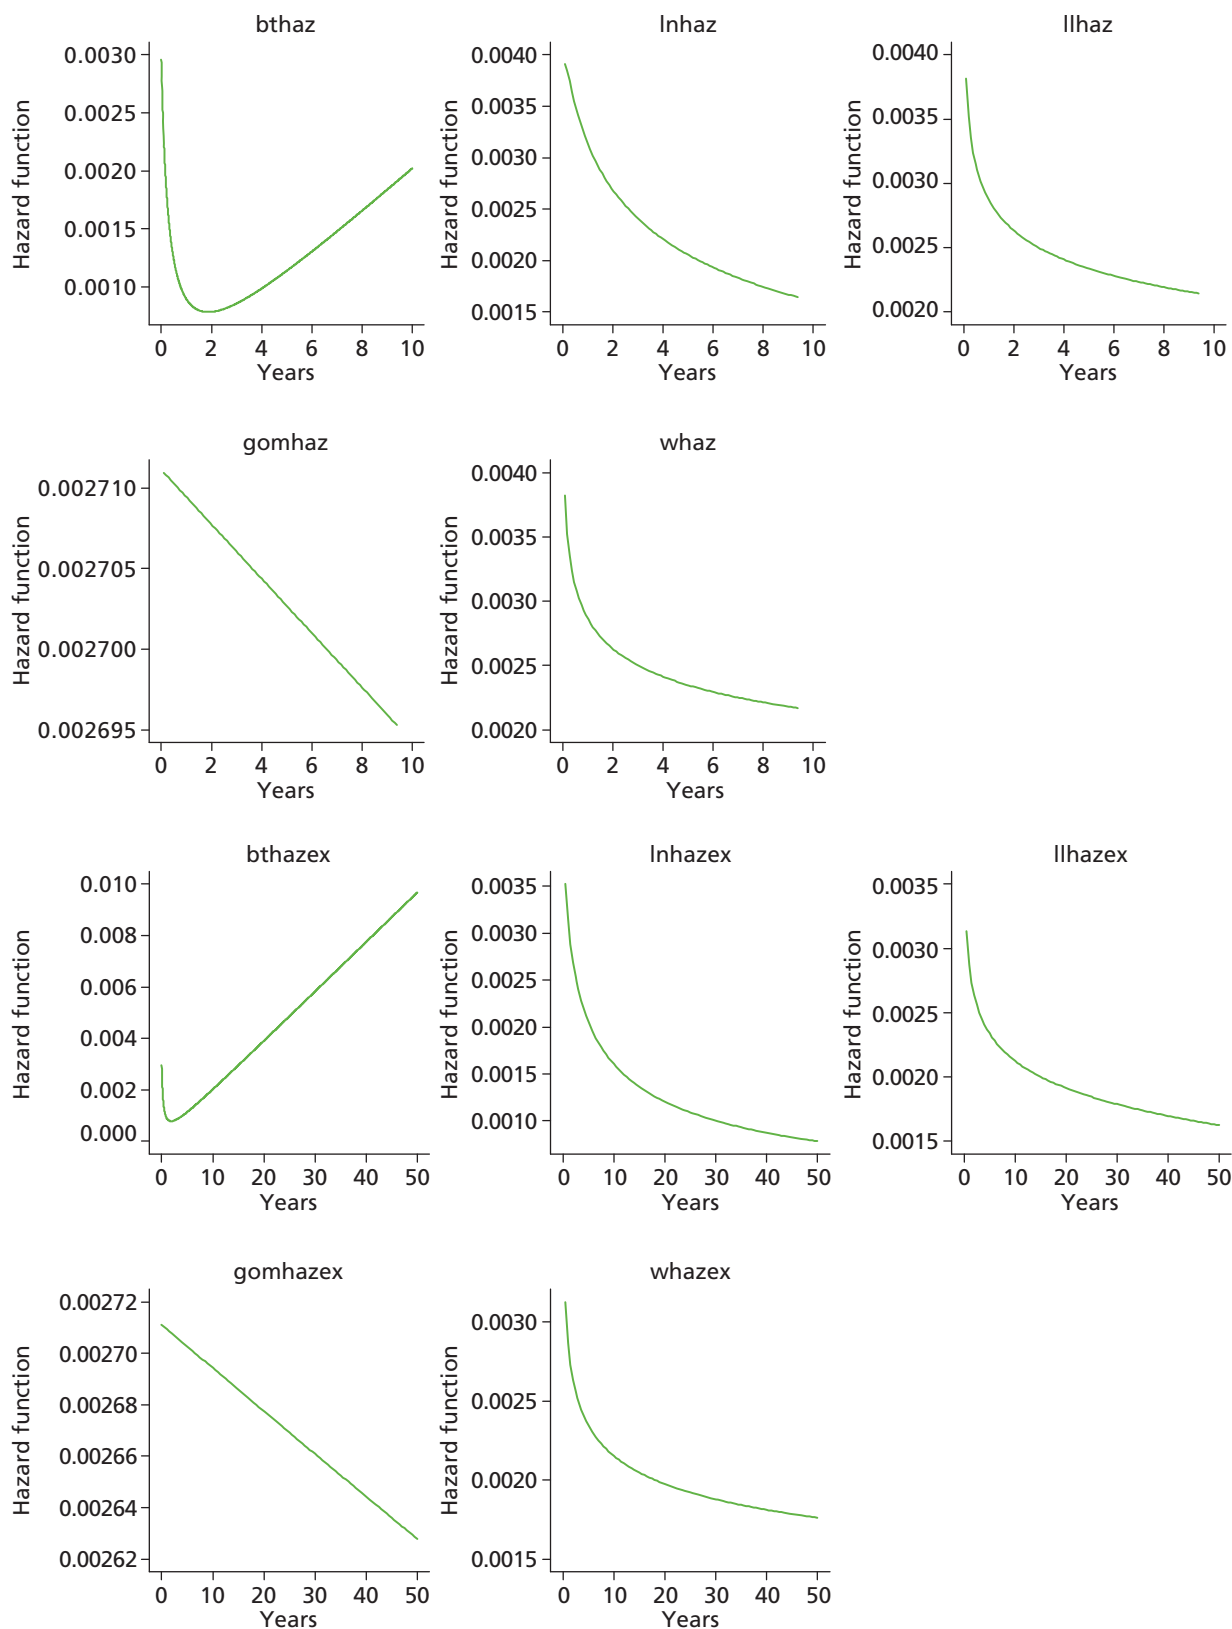 bthaz
Hazard function
0.0030
0.0025
0.0020
0.0015
0.0010
0 2 4 6 8 10
Years
lnhaz
Hazard function
0.0040
0.0035
0.0030
0.0025
0.0020
0.0015
0 2 4 6 8 10
Years
llhaz
Hazard function
0.0040
0.0035
0.0030
0.0025
0.0020
0 2 4 6 8 10
Years
gomhaz
Hazard function
0.002710
0.002705
0.002700
0.002695
0 2 4 6 8 10
Years
whaz
Hazard function
0.0040
0.0035
0.0030
0.0025
0.0020
0 2 4 6 8 10
Years
bthazex
Hazard function
0.010
0.008
0.006
0.004
0.002
0.000
0 10 20 30 40 50
Years
lnhazex
Hazard function
0.0035
0.0030
0.0025
0.0020
0.0015
0.0010
0 10 20 30 40 50
Years
llhazex
Hazard function
0.0035
0.0030
0.0025
0.0020
0.0015
0 10 20 30 40 50
Years
gomhazex
Hazard function
0.00272
0.00270
0.00268
0.00266
0.00264
0.00262
0 10 20 30 40 50
Years
whazex
Hazard function
0.0030
0.0025
0.0020
0.0015
0 10 20 30 40 50
Years